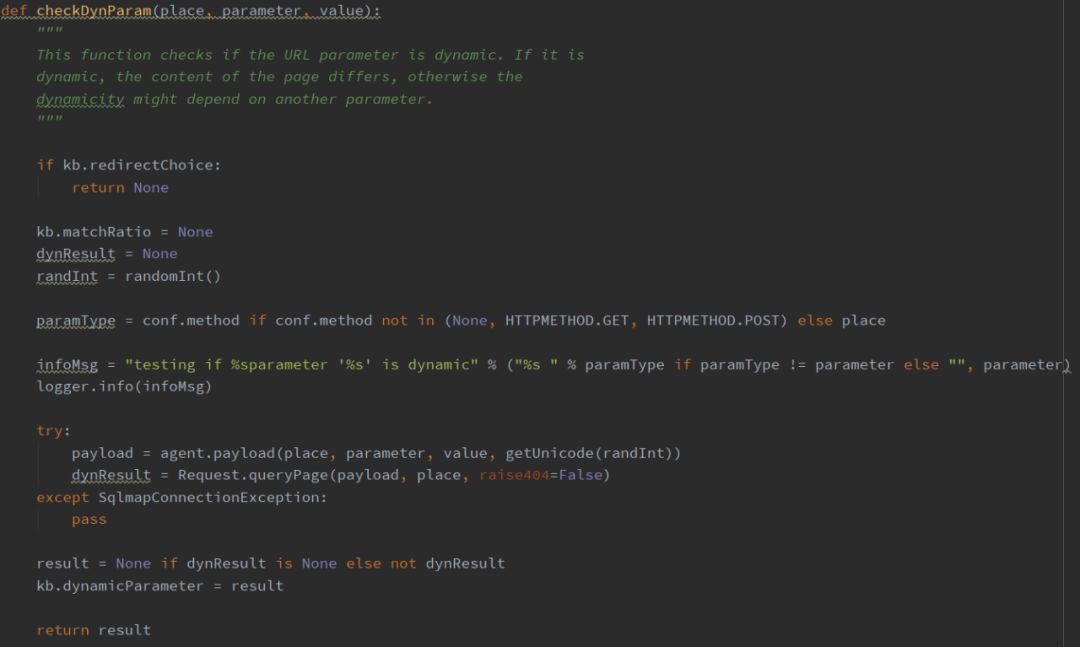 def checkDynParam(place, parameter, value):
    """
    This function checks if the URL parameter is dynamic. If it is
    dynamic, the content of the page differs, otherwise the
    dynamicity might depend on another parameter.
    """

    if kb.redirectChoice:
        return None

    kb.matchRatio = None
    dynResult = None
    randInt = randomInt()

    paramType = conf.method if conf.method not in (None, HTTPMETHOD.GET, HTTPMETHOD.POST) else place

    infoMsg = "testing if %sparameter '%s' is dynamic" % ("%s " % paramType if paramType != parameter else "", parameter)
    logger.info(infoMsg)

    try:
        payload = agent.payload(place, parameter, value, getUnicode(randInt))
        dynResult = Request.queryPage(payload, place, raise404=False)
    except SqlmapConnectionException:
        pass

    result = None if dynResult is None else not dynResult
    kb.dynamicParameter = result

    return result